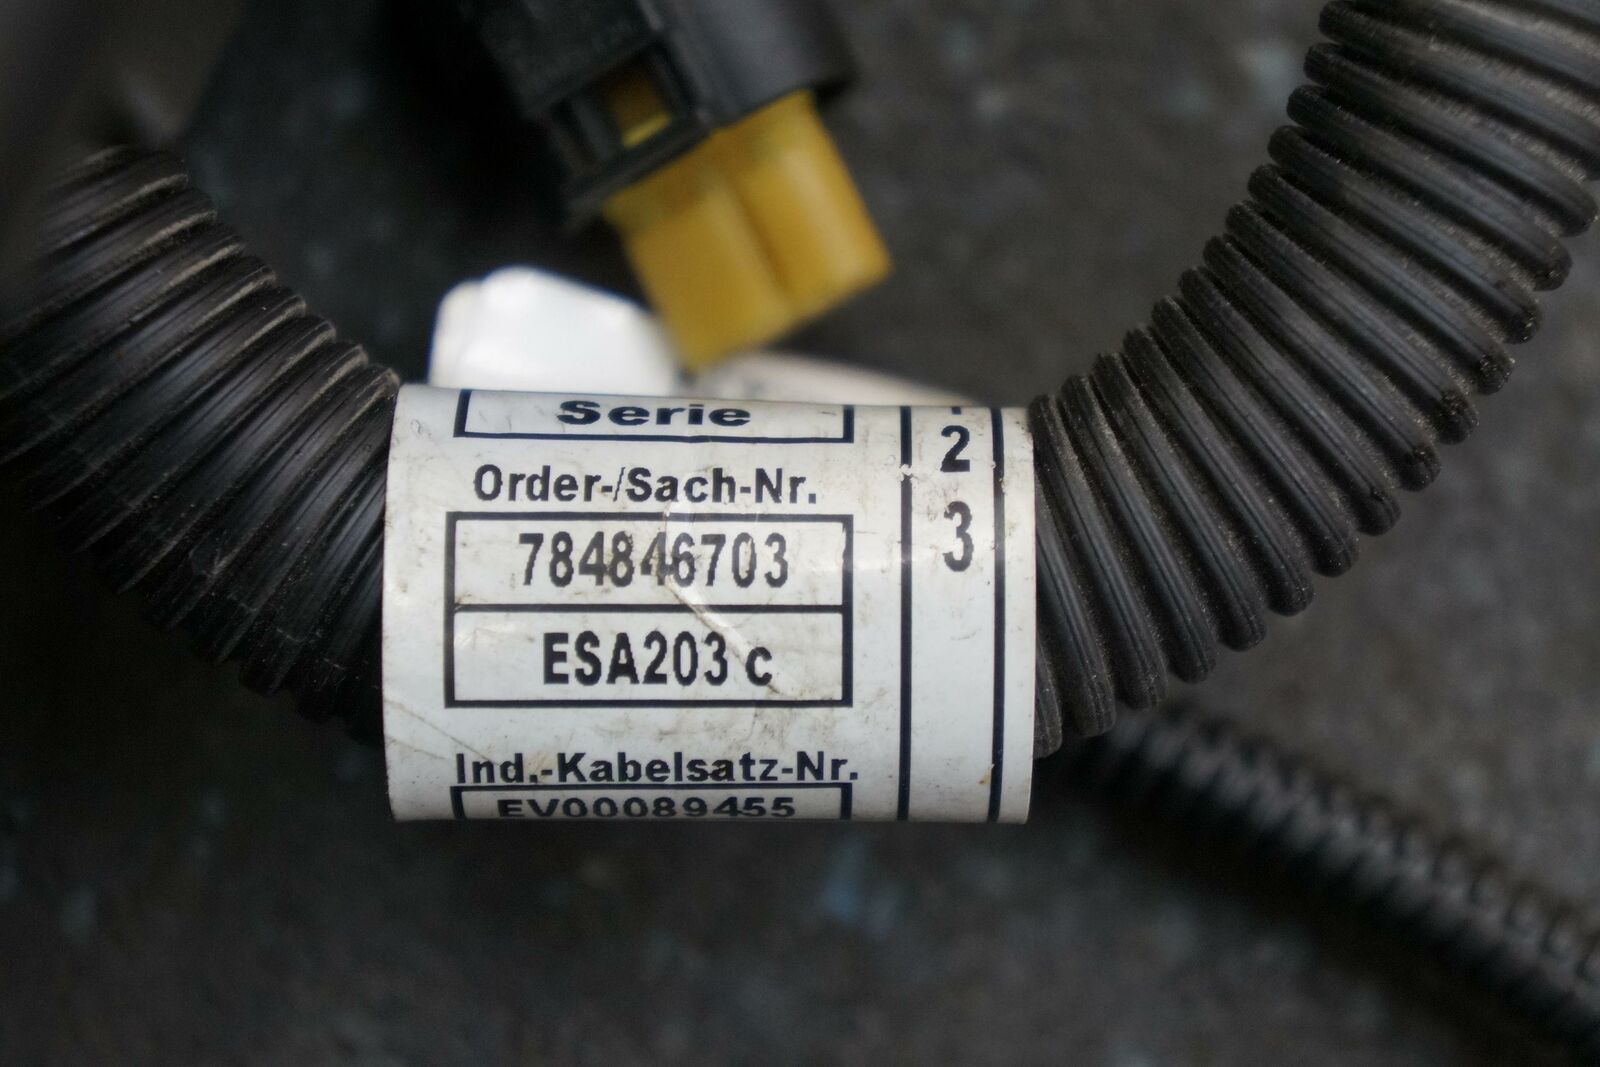 Serie
Order-/Sach-Nr.
784846703
ESA203 c
Ind.-Kabelsatz-Nr.
EV00089455
2
3